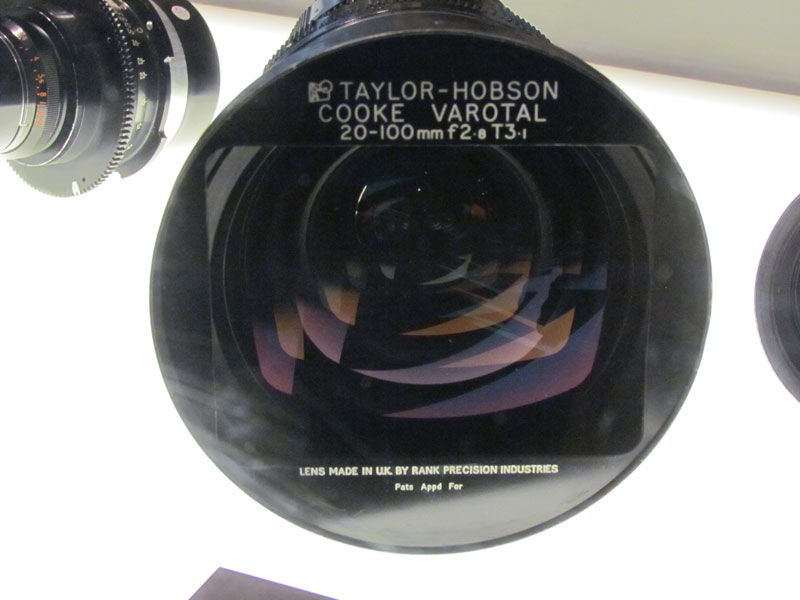 TAYLOR-HOBSON
COOKE VAROTAL
20-100mm f2·8 T3·1
LENS MADE IN U.K. BY RANK PRECISION INDUSTRIES
Pats Appd For